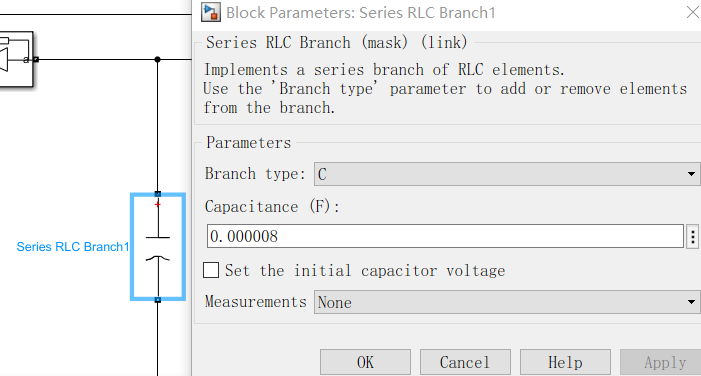 Block Parameters: Series RLC Branch1
Series RLC Branch (mask) (link)
Implements a series branch of RLC elements.
Use the 'Branch type' parameter to add or remove elements
from the branch.
Parameters
Branch type: C
Capacitance (F):
0.000008
Set the initial capacitor voltage
Measurements None
OK Cancel Help Apply
a
+
Series RLC Branch1